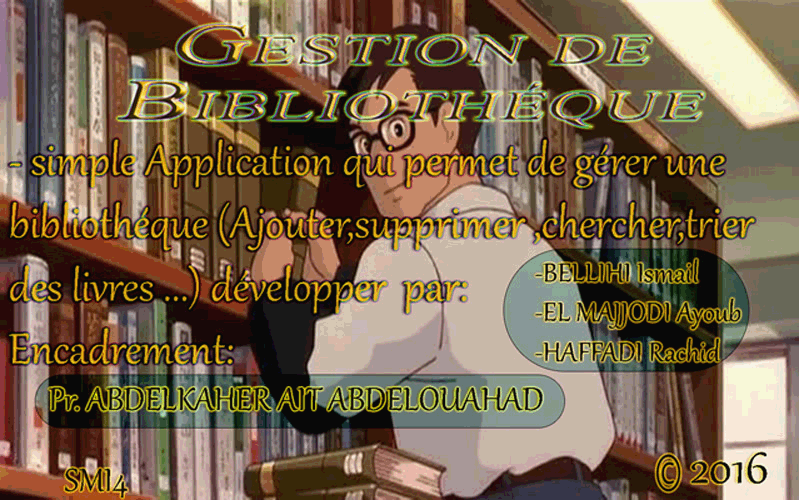 GESTION DE
BIBLIOTHÉQUE
- simple Application qui permet de gérer une
bibliothéque (Ajouter,supprimer ,chercher,trier
des livres ...) développer par:
-BELLIHI Ismail
-EL MAJJODI Ayoub
-HAFFADI Rachid
Encadrement:
Pr. ABDELKAHER AIT ABDELOUAHAD
SMI4
© 2016